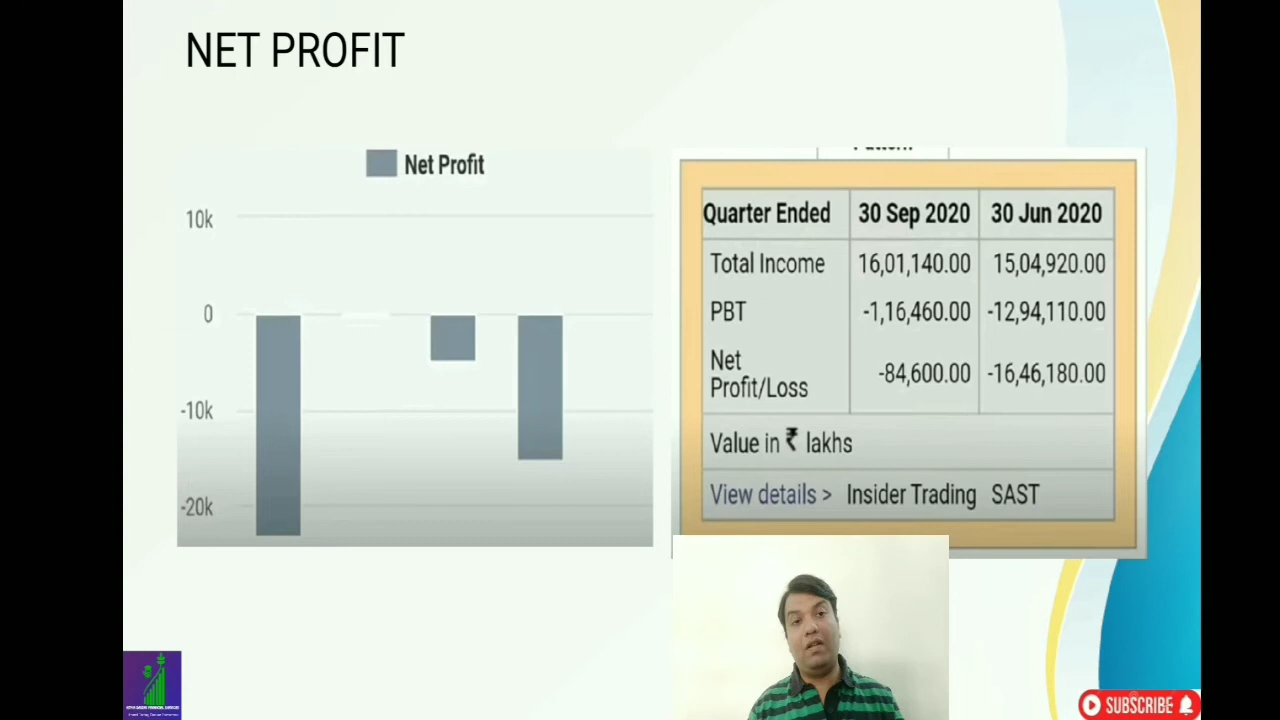 NET PROFIT
Net Profit
10k
0
-10k
-20k
Quarter Ended 30 Sep 2020 30 Jun 2020
Total Income 16,01,140.00 15,04,920.00
PBT -1,16,460.00 -12,94,110.00
Net
Profit/Loss -84,600.00 -16,46,180.00
Value in ₹ lakhs
View details > Insider Trading SAST
SUBSCRIBE